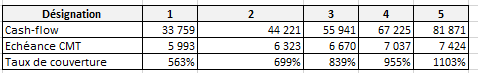 Désignation 1 2 3 4 5
Cash-flow 33 759 44 221 55 941 67 225 81 871
Echéance CMT 5 993 6 323 6 670 7 037 7 424
Taux de couverture 563% 699% 839% 955% 1103%